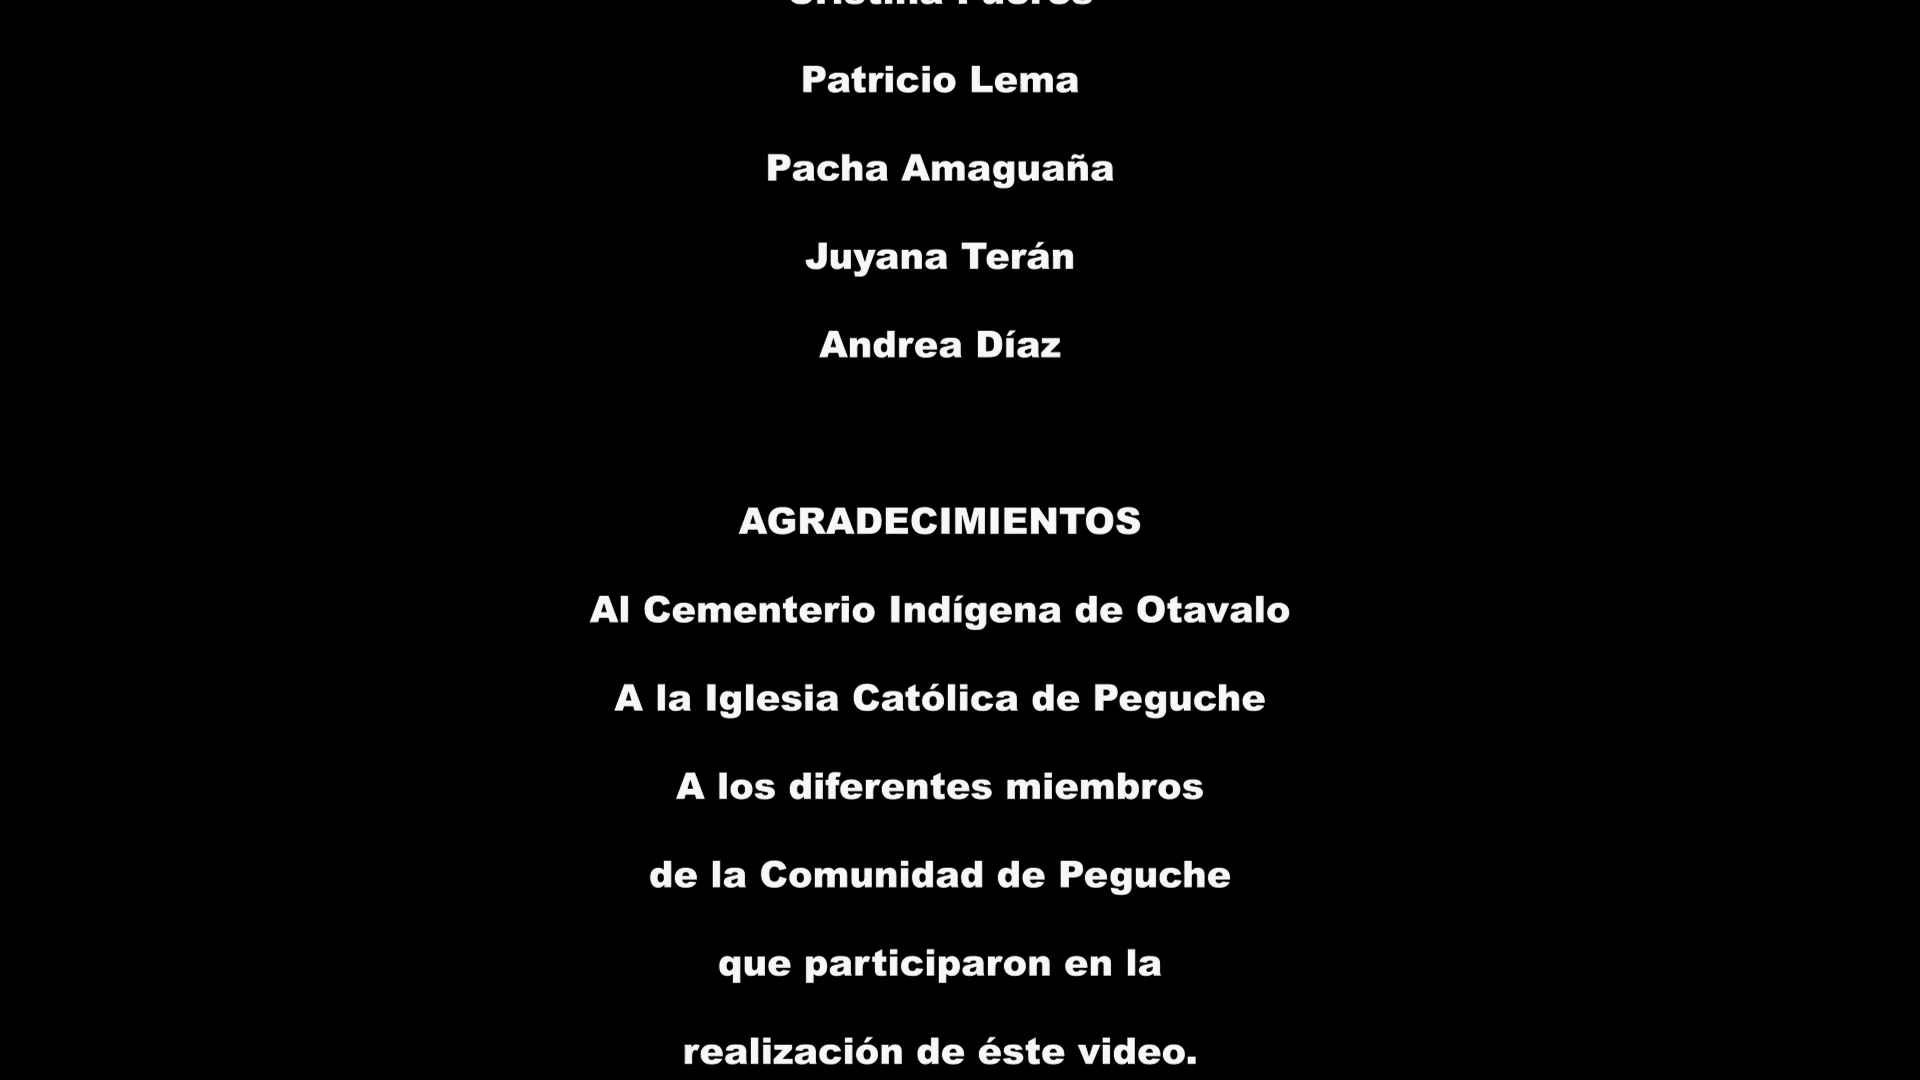 Patricio Lema
Pacha Amaguaña
Juyana Terán
Andrea Díaz
AGRADECIMIENTOS
Al Cementerio Indígena de Otavalo
A la Iglesia Católica de Peguche
A los diferentes miembros
de la Comunidad de Peguche
que participaron en la
realización de éste video.